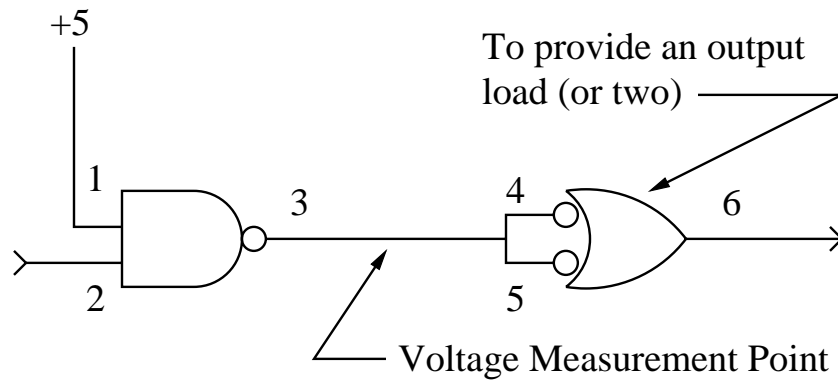 +5
To provide an output
load (or two)
1
3
4
6
2
5
Voltage Measurement Point